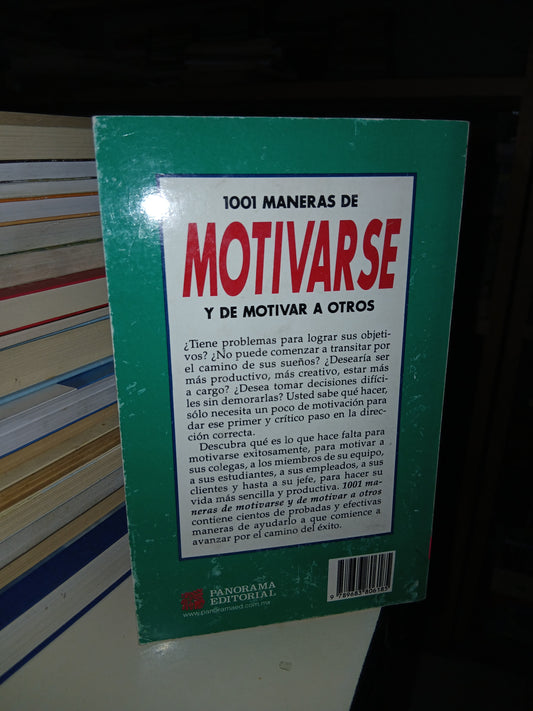 1001 MANERAS DE
MOTIVARSE
Y DE MOTIVAR A OTROS
¿Tiene problemas para lograr sus objeti-
vos? ¿No puede comenzar a transitar por
el camino de sus sueños? ¿Desearía ser
más productivo, más creativo, estar más
a cargo? ¿Desea tomar decisiones difíci-
les sin demorarlas? Usted sabe qué hacer,
sólo necesita un poco de motivación para
dar ese primer y crítico paso en la direc-
ción correcta.
Descubra qué es lo que hace falta para
motivarse exitosamente, para motivar a
sus colegas, a los miembros de su equipo,
a sus estudiantes, a sus empleados, a sus
clientes y hasta a su jefe, para hacer su
vida más sencilla y productiva. 1001 ma-
neras de motivarse y de motivar a otros
contiene cientos de probadas y efectivas
maneras de ayudarlo a que comience a
avanzar por el camino del éxito.
PANORAMA
EDITORIAL
www.panoramaed.com.mx
9 789683 806185